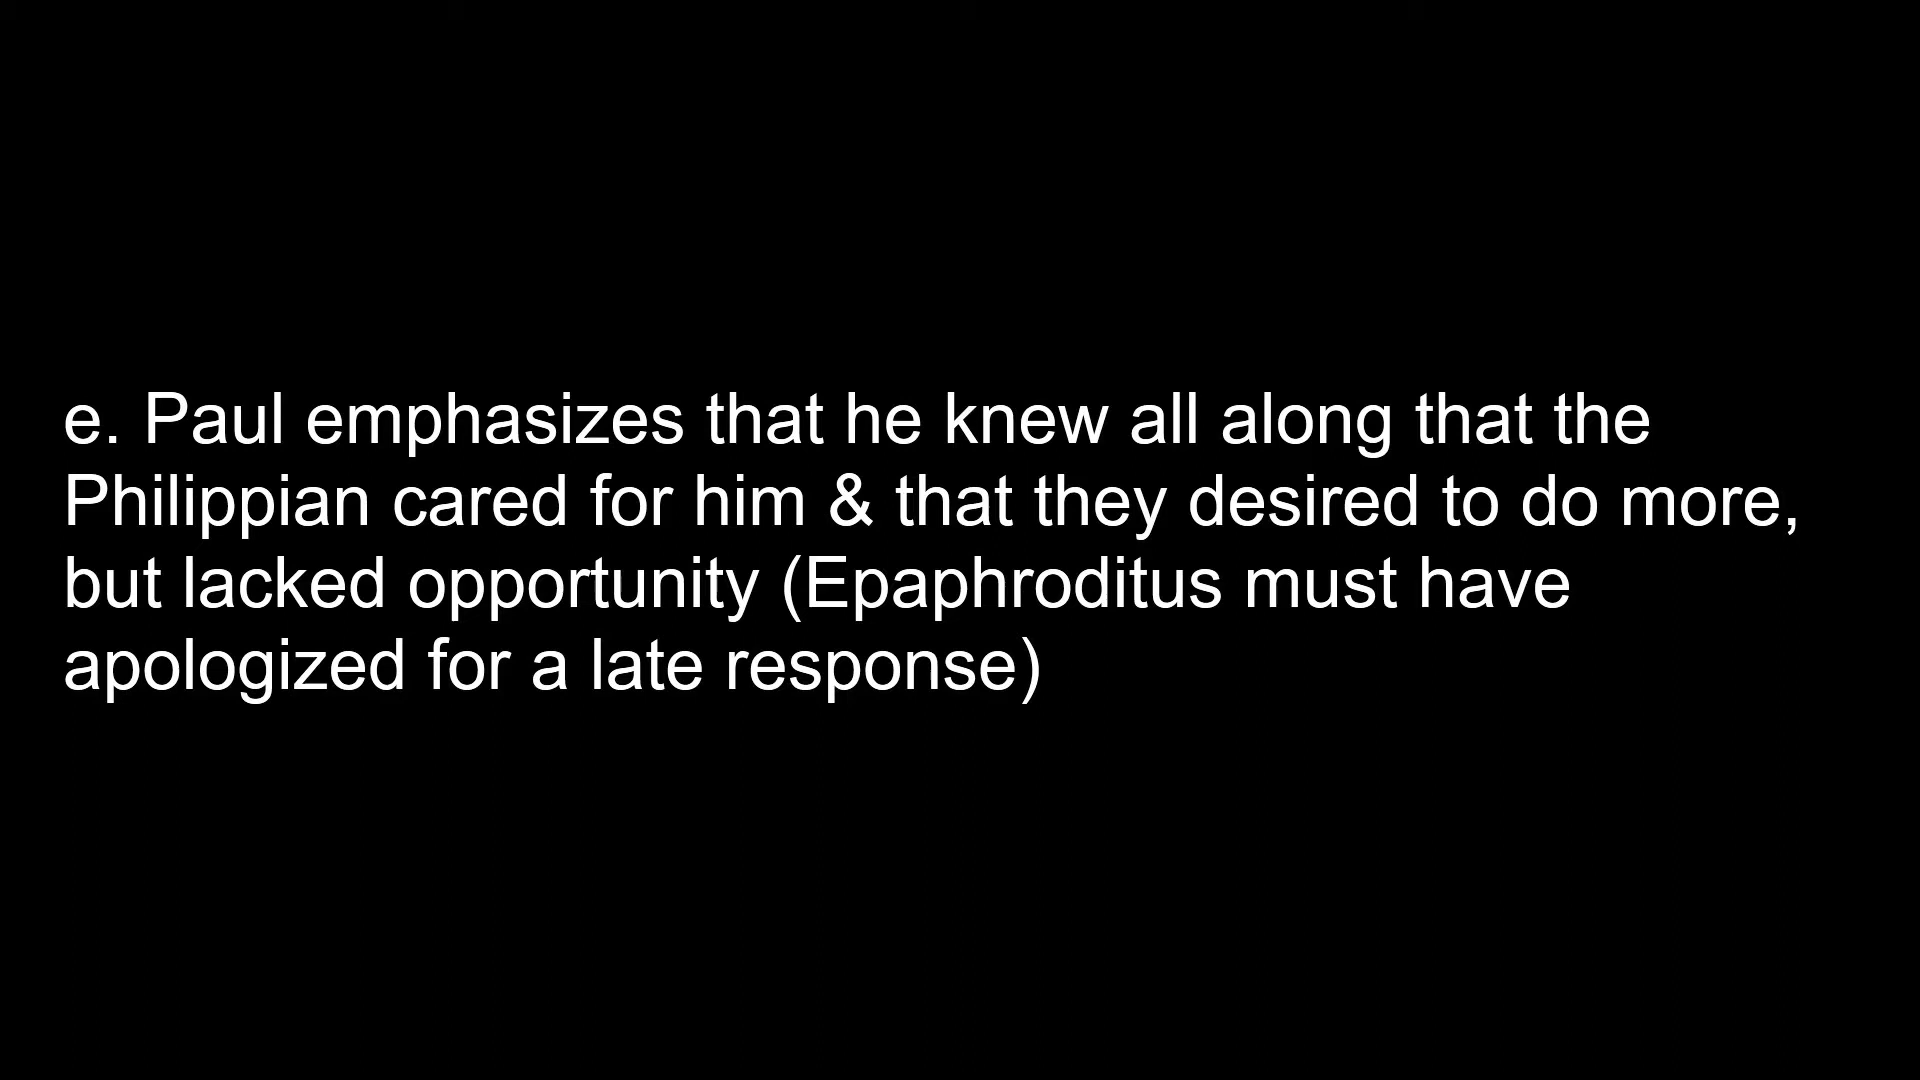 e. Paul emphasizes that he knew all along that the
Philippian cared for him & that they desired to do more,
but lacked opportunity (Epaphroditus must have
apologized for a late response)